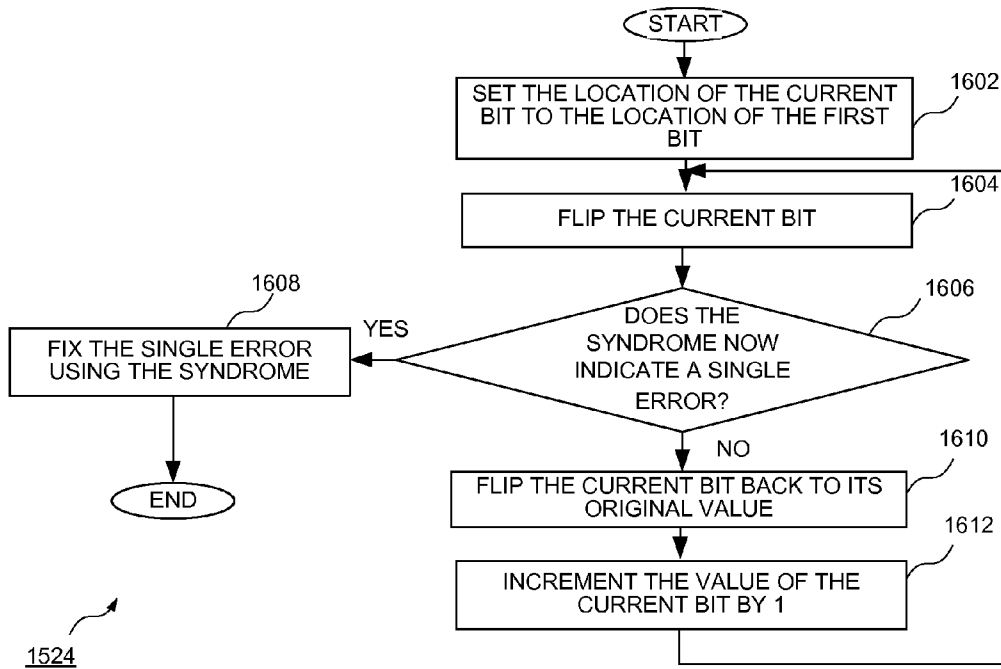 START
SET THE LOCATION OF THE CURRENT
BIT TO THE LOCATION OF THE FIRST
BIT
1602
1604
FLIP THE CURRENT BIT
1606
DOES THE
SYNDROME NOW
INDICATE A SINGLE
ERROR?
YES
1608
FIX THE SINGLE ERROR
USING THE SYNDROME
END
NO
1610
FLIP THE CURRENT BIT BACK TO ITS
ORIGINAL VALUE
1612
INCREMENT THE VALUE OF THE
CURRENT BIT BY 1
1524